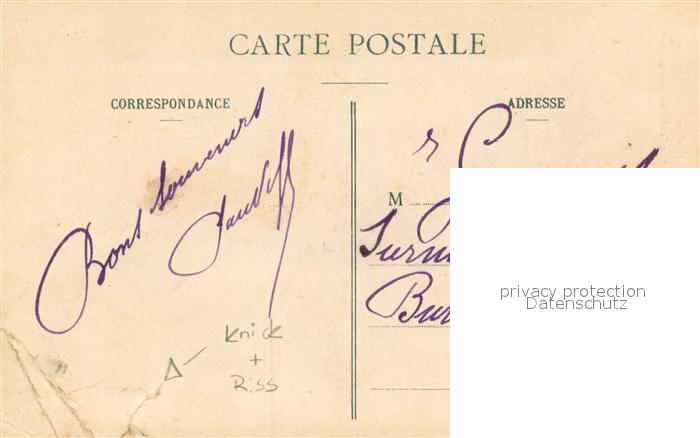 CARTE POSTALE
CORRESPONDANCE
Bons souvenirs
Knick
+
Riss
ADRESSE
M
privacy protection
Datenschutz